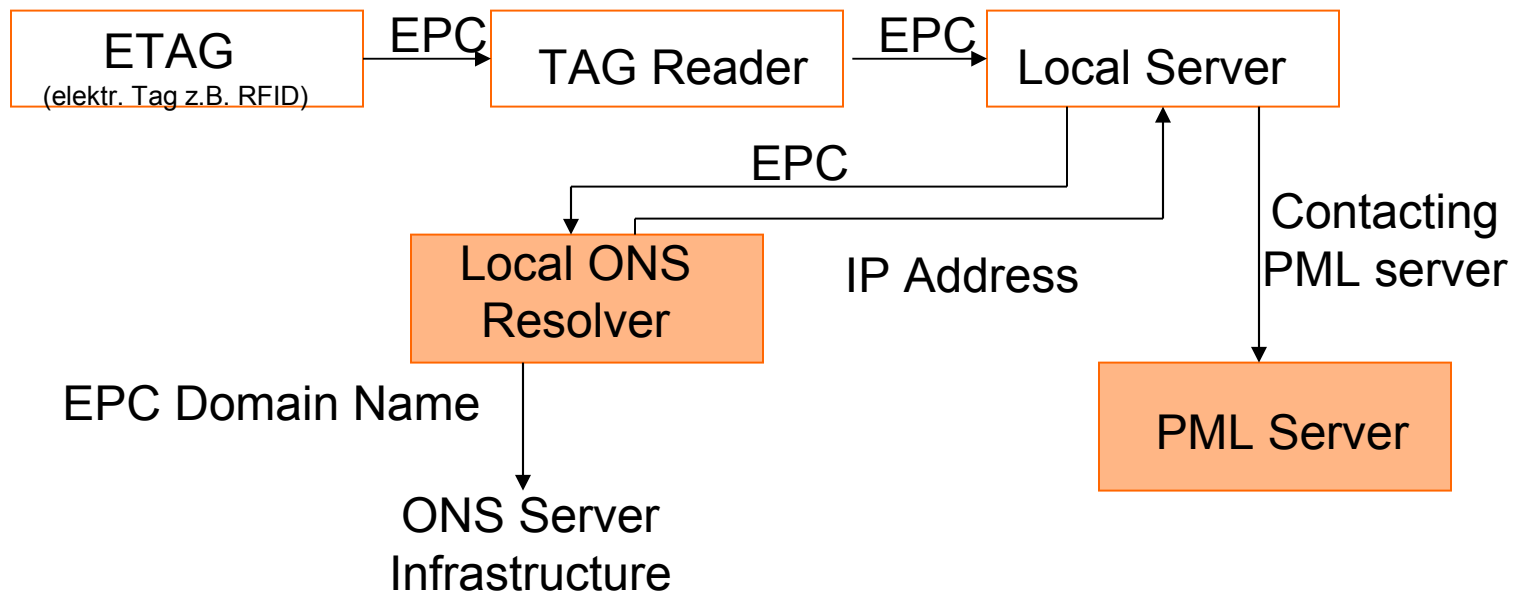 ETAG
(elektr. Tag z.B. RFID)
EPC
TAG Reader
EPC
Local Server
EPC
Contacting
PML server
Local ONS
Resolver
IP Address
EPC Domain Name
PML Server
ONS Server
Infrastructure